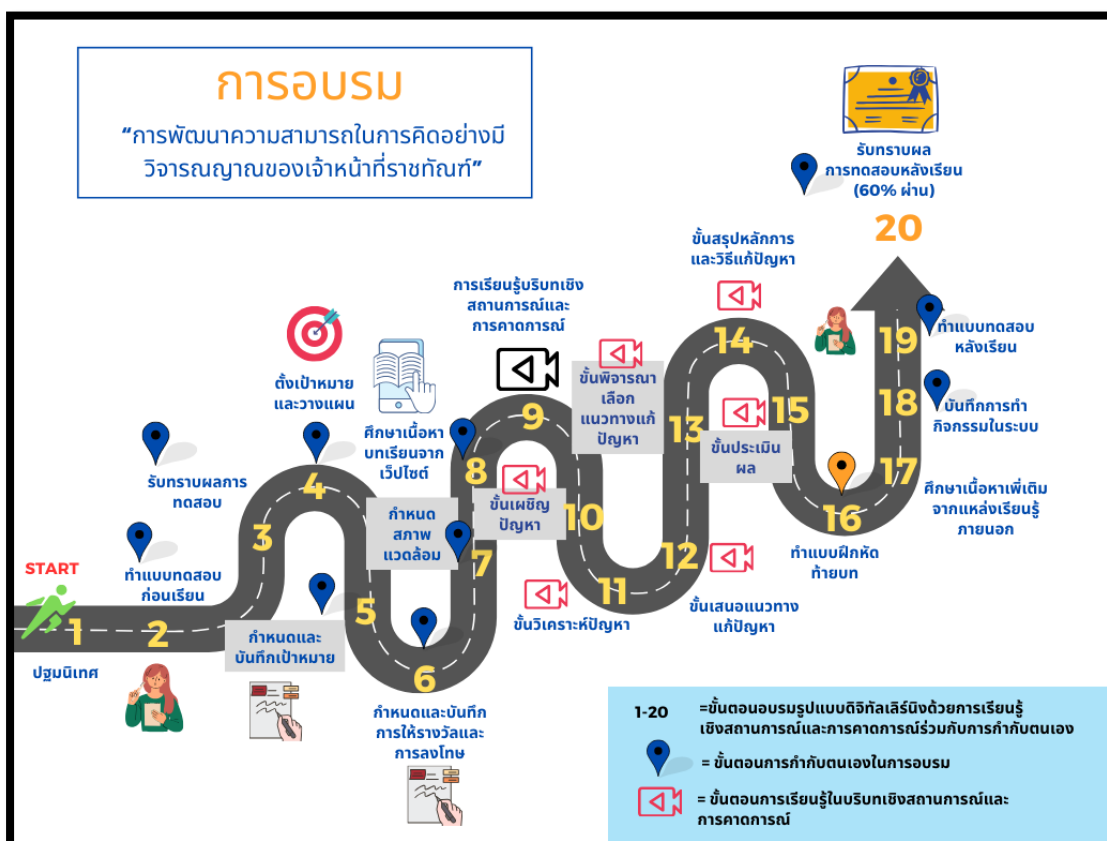 การอบรม
“การพัฒนาความสามารถในการคิดอย่างมี
วิจารณญาณของเจ้าหน้าที่ราชทัณฑ์”
START
1
ปฐมนิเทศ
2
ทำแบบทดสอบ
ก่อนเรียน
3
รับทราบผลการ
ทดสอบ
4
ตั้งเป้าหมาย
และวางแผน
5
กำหนดและ
บันทึกเป้าหมาย
6
กำหนดและบันทึก
การให้รางวัลและ
การลงโทษ
7
กำหนด
สภาพ
แวดล้อม
8
ศึกษาเนื้อหา
บทเรียนจาก
เว็ปไซต์
9
การเรียนรู้บริบทเชิง
สถานการณ์และ
การคาดการณ์
10
ขั้นเผชิญ
ปัญหา
11
ขั้นวิเคราะห์ปัญหา
12
ขั้นเสนอแนวทาง
แก้ปัญหา
13
ขั้นพิจารณา
เลือก
แนวทางแก้
ปัญหา
14
ขั้นสรุปหลักการ
และวิธีแก้ปัญหา
15
ขั้นประเมิน
ผล
16
ทำแบบฝึกหัด
ท้ายบท
17
ศึกษาเนื้อหาเพิ่เติม
จากแหล่งเรียนรู้
ภายนอก
18
บันทึกการทำ
กิจกรรมในระบบ
19
ทำแบบทดสอบ
หลังเรียน
20
รับทราบผล
การทดสอบหลังเรียน
(60% ผ่าน)
1-20 =ขั้นตอนอบรมรูปแบบดิจิทัลเลิร์นิงด้วยการเรียนรู้
เชิงสถานการณ์และการคาดการณ์ร่วมกับการกำกับตนเอง
= ขั้นตอนการกำกับตนเองในการอบรม
= ขั้นตอนการเรียนรู้ในบริบทเชิงสถานการณ์และ
การคาดการณ์